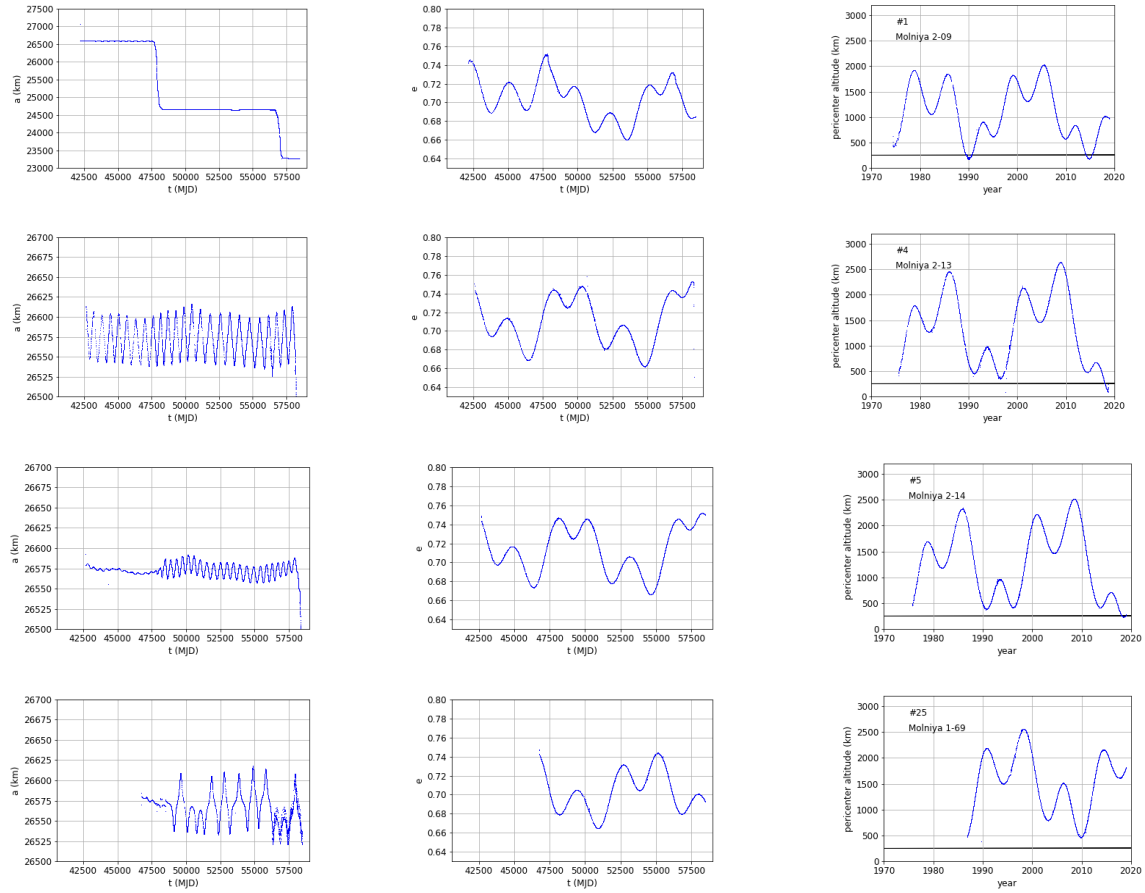 27500
27000
26500
26000
25500
25000
24500
24000
23500
23000
a (km)
42500 45000 47500 50000 52500 55000 57500
t (MJD)
0.80
0.78
0.76
0.74
0.72
0.70
0.68
0.66
0.64
e
42500 45000 47500 50000 52500 55000 57500
t (MJD)
3000
2500
2000
1500
1000
500
0
pericenter altitude (km)
#1
Molniya 2-09
1970 1980 1990 2000 2010 2020
year
26700
26675
26650
26625
26600
26575
26550
26525
26500
a (km)
42500 45000 47500 50000 52500 55000 57500
t (MJD)
0.80
0.78
0.76
0.74
0.72
0.70
0.68
0.66
0.64
e
42500 45000 47500 50000 52500 55000 57500
t (MJD)
3000
2500
2000
1500
1000
500
0
pericenter altitude (km)
#4
Molniya 2-13
1970 1980 1990 2000 2010 2020
year
26700
26675
26650
26625
26600
26575
26550
26525
26500
a (km)
42500 45000 47500 50000 52500 55000 57500
t (MJD)
0.80
0.78
0.76
0.74
0.72
0.70
0.68
0.66
0.64
e
42500 45000 47500 50000 52500 55000 57500
t (MJD)
3000
2500
2000
1500
1000
500
0
pericenter altitude (km)
#5
Molniya 2-14
1970 1980 1990 2000 2010 2020
year
26700
26675
26650
26625
26600
26575
26550
26525
26500
a (km)
42500 45000 47500 50000 52500 55000 57500
t (MJD)
0.80
0.78
0.76
0.74
0.72
0.70
0.68
0.66
0.64
e
42500 45000 47500 50000 52500 55000 57500
t (MJD)
3000
2500
2000
1500
1000
500
0
pericenter altitude (km)
#25
Molniya 1-69
1970 1980 1990 2000 2010 2020
year